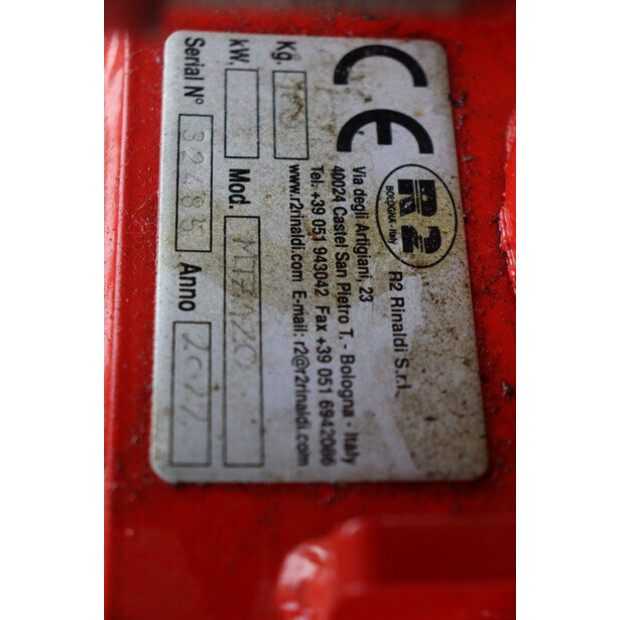 CE
R2
BOLOGNA - Italy
R2 Rinaldi S.r.l.
Via degli Artigiani, 23
40024 Castel San Pietro T. - Bologna - Italy
Tel. +39 051 943042 Fax +39 051 6942086
www.r2rinaldi.com E-mail: r2@r2rinaldi.com
Kg.
kW. Mod. 120
Serial N° 32485 Anno